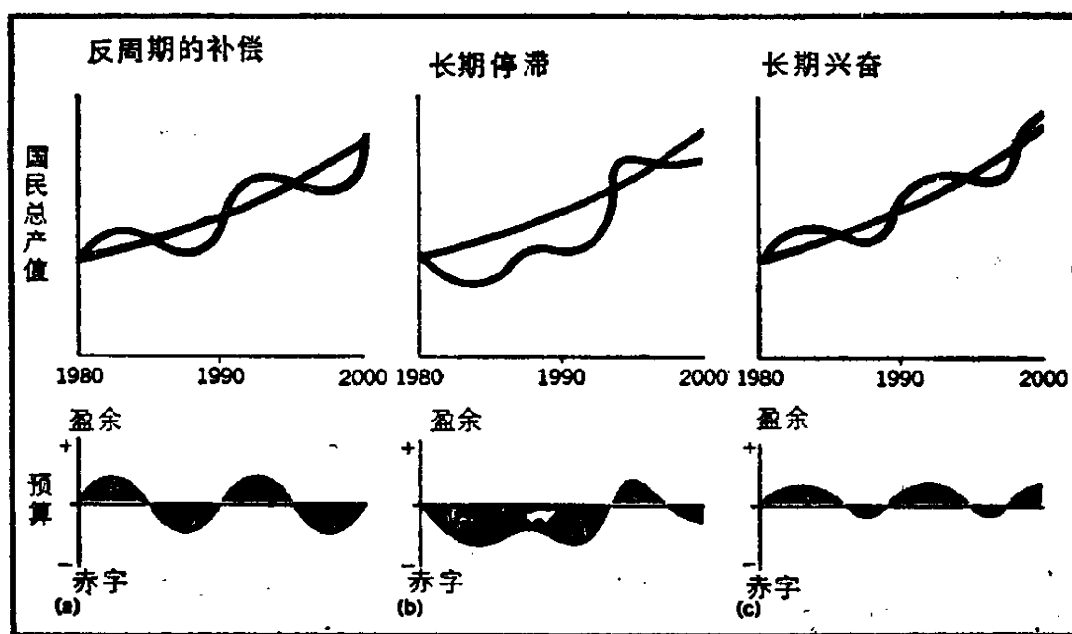 反周期的补偿
长期停滞
长期兴奋
国民总产值
1980
1990
2000
1980
1990
2000
1980
1990
2000
预算
盈余
+
−
赤字
(a)
盈余
+
−
赤字
(b)
盈余
+
−
赤字
(c)